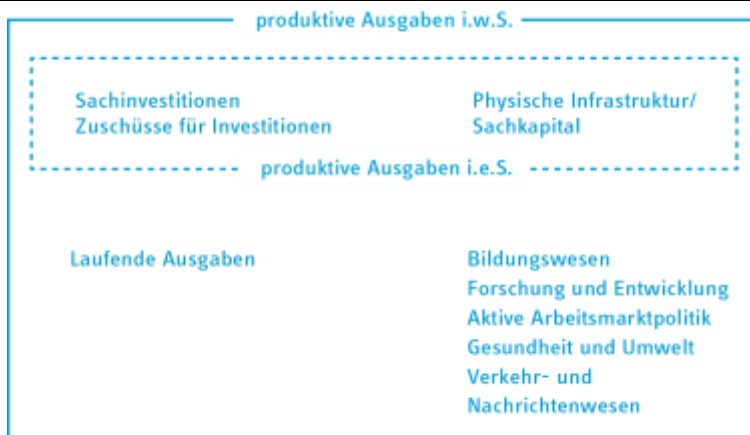 produktive Ausgaben i.w.S.
Sachinvestitionen
Zuschüsse für Investitionen
Physische Infrastruktur/
Sachkapital
produktive Ausgaben i.e.S.
Laufende Ausgaben
Bildungswesen
Forschung und Entwicklung
Aktive Arbeitsmarktpolitik
Gesundheit und Umwelt
Verkehr- und
Nachrichtenwesen